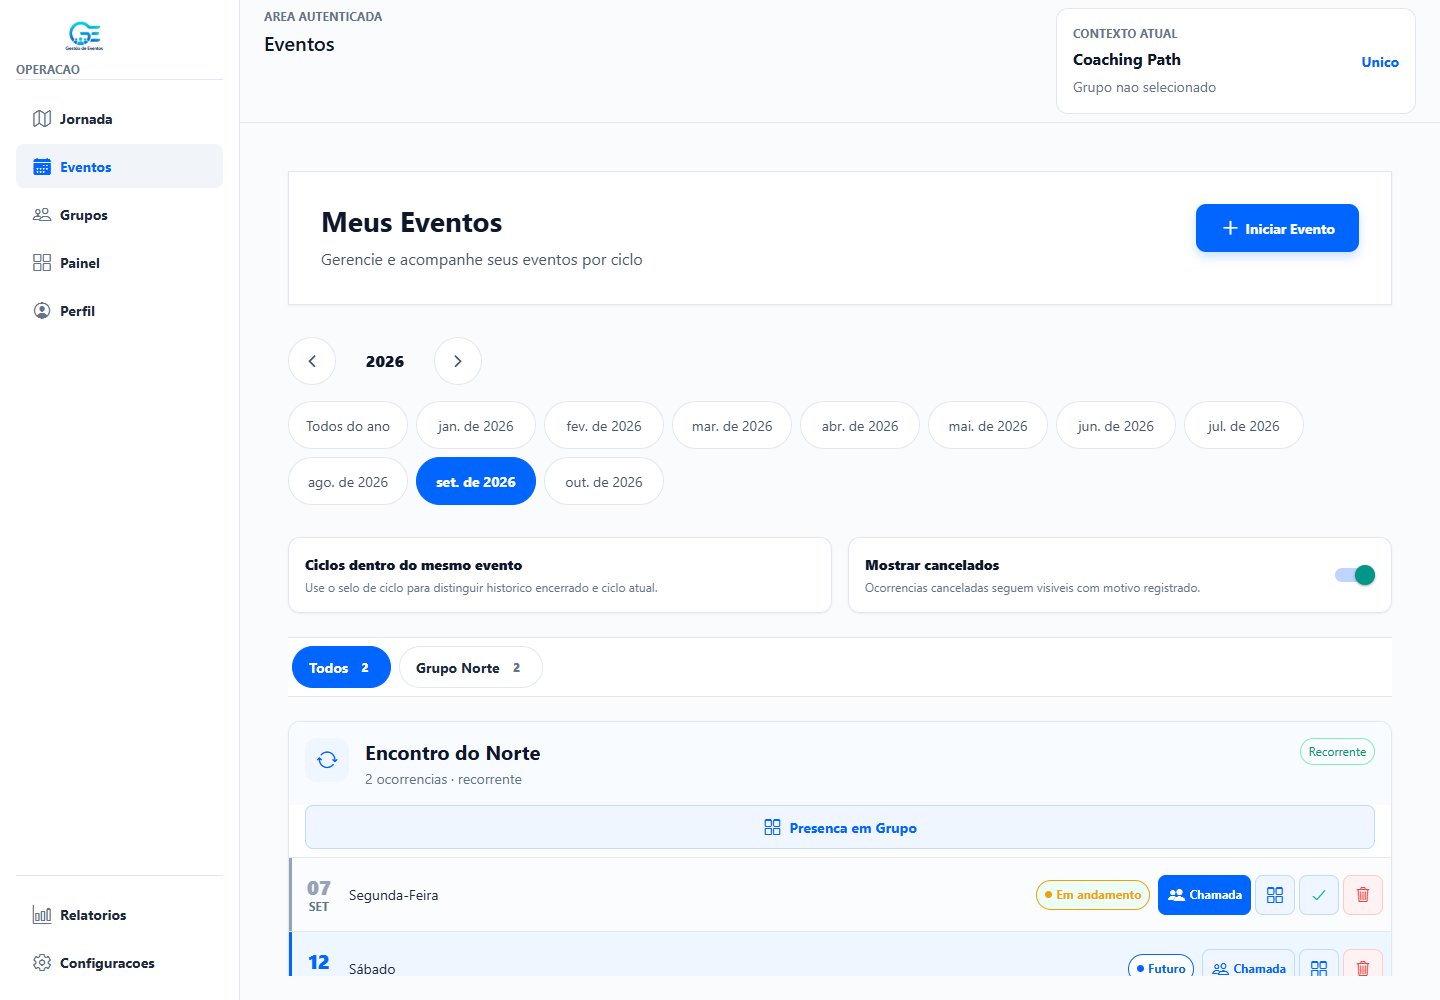 GE
Gestão de Eventos
OPERACAO
Jornada
Eventos
Grupos
Painel
Perfil
Relatorios
Configuracoes
AREA AUTENTICADA
Eventos
CONTEXTO ATUAL
Coaching Path
Grupo nao selecionado
Unico
Meus Eventos
Gerencie e acompanhe seus eventos por ciclo
Iniciar Evento
2026
Todos do ano
jan. de 2026
fev. de 2026
mar. de 2026
abr. de 2026
mai. de 2026
jun. de 2026
jul. de 2026
ago. de 2026
set. de 2026
out. de 2026
Ciclos dentro do mesmo evento
Use o selo de ciclo para distinguir historico encerrado e ciclo atual.
Mostrar cancelados
Ocorrencias canceladas seguem visiveis com motivo registrado.
Todos 2
Grupo Norte 2
Encontro do Norte
2 ocorrencias · recorrente
Recorrente
Presenca em Grupo
07
SET
Segunda-Feira
Em andamento
Chamada
12
Sábado
Futuro
Chamada